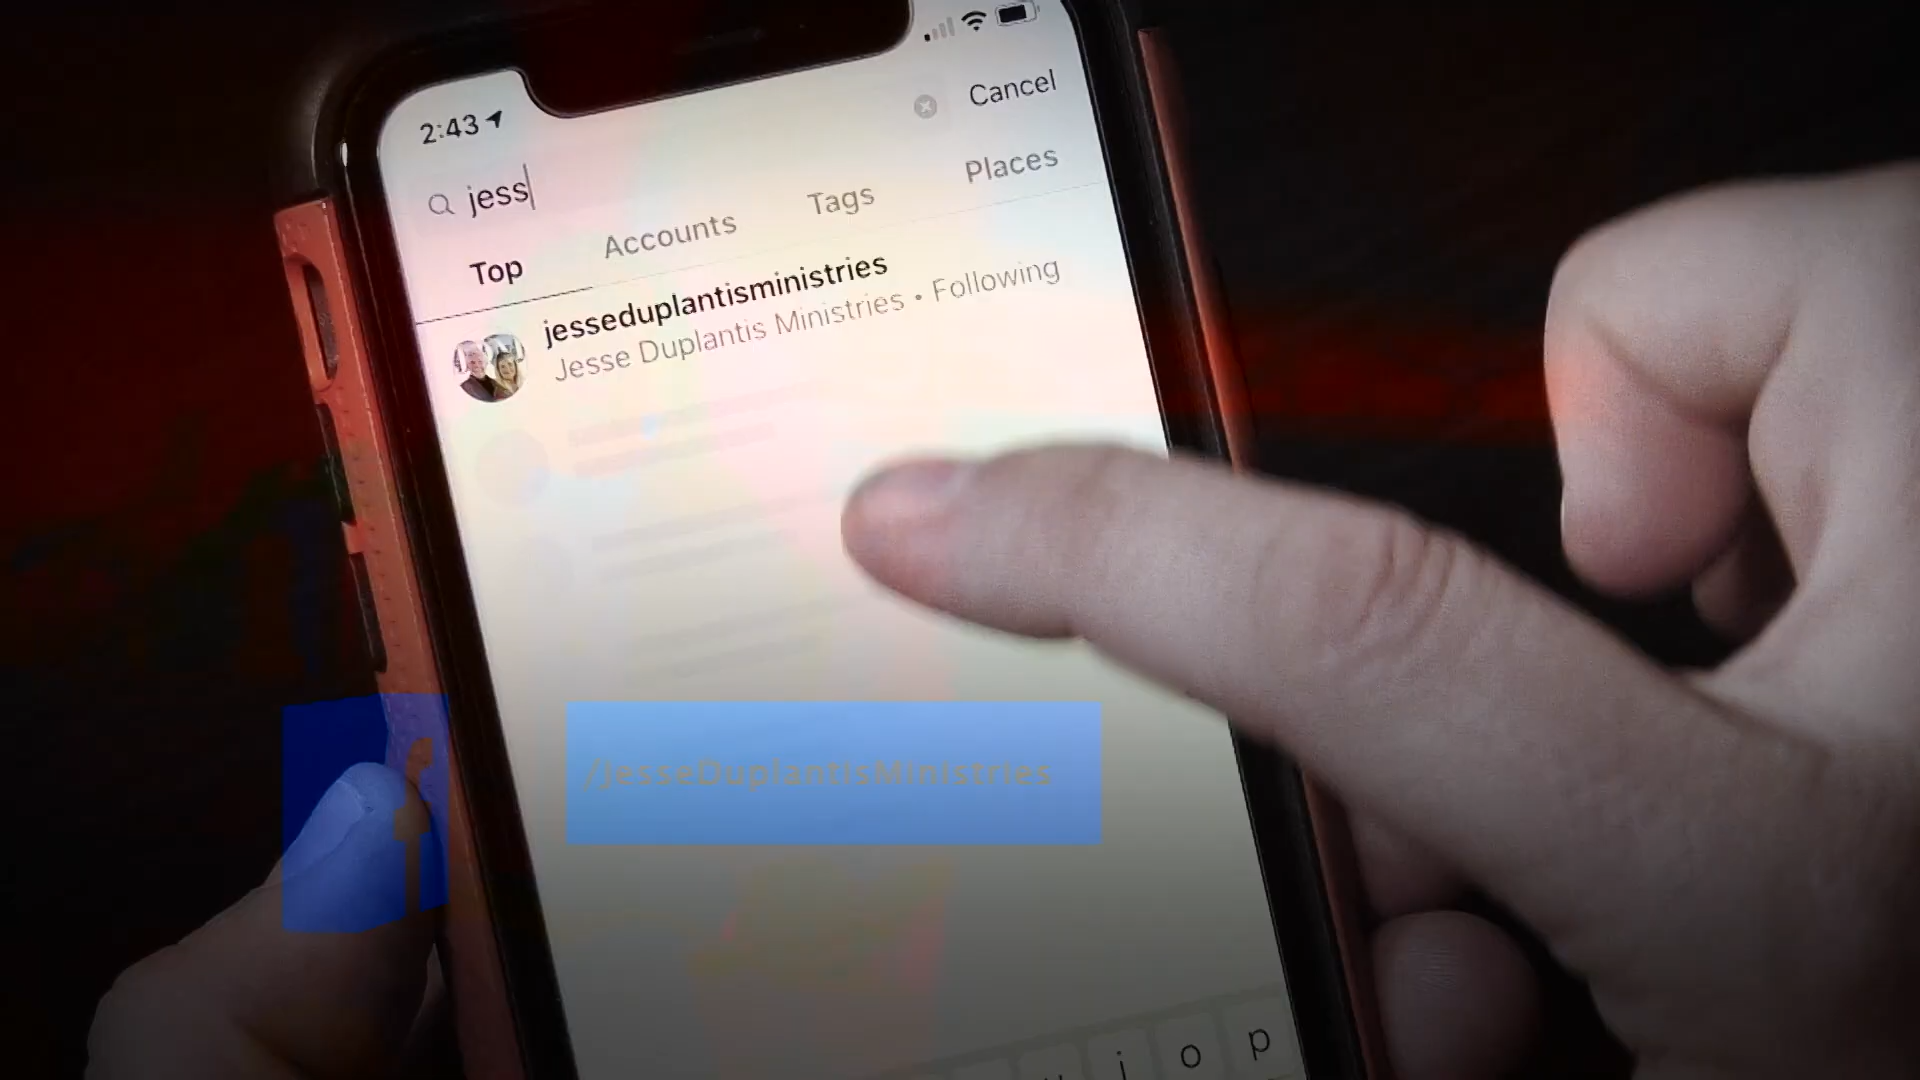 2:43
Cancel
jess
Top Accounts Tags Places
jesseduplantisministries
Jesse Duplantis Ministries • Following
f
/JesseDuplantisMinistries
i o p